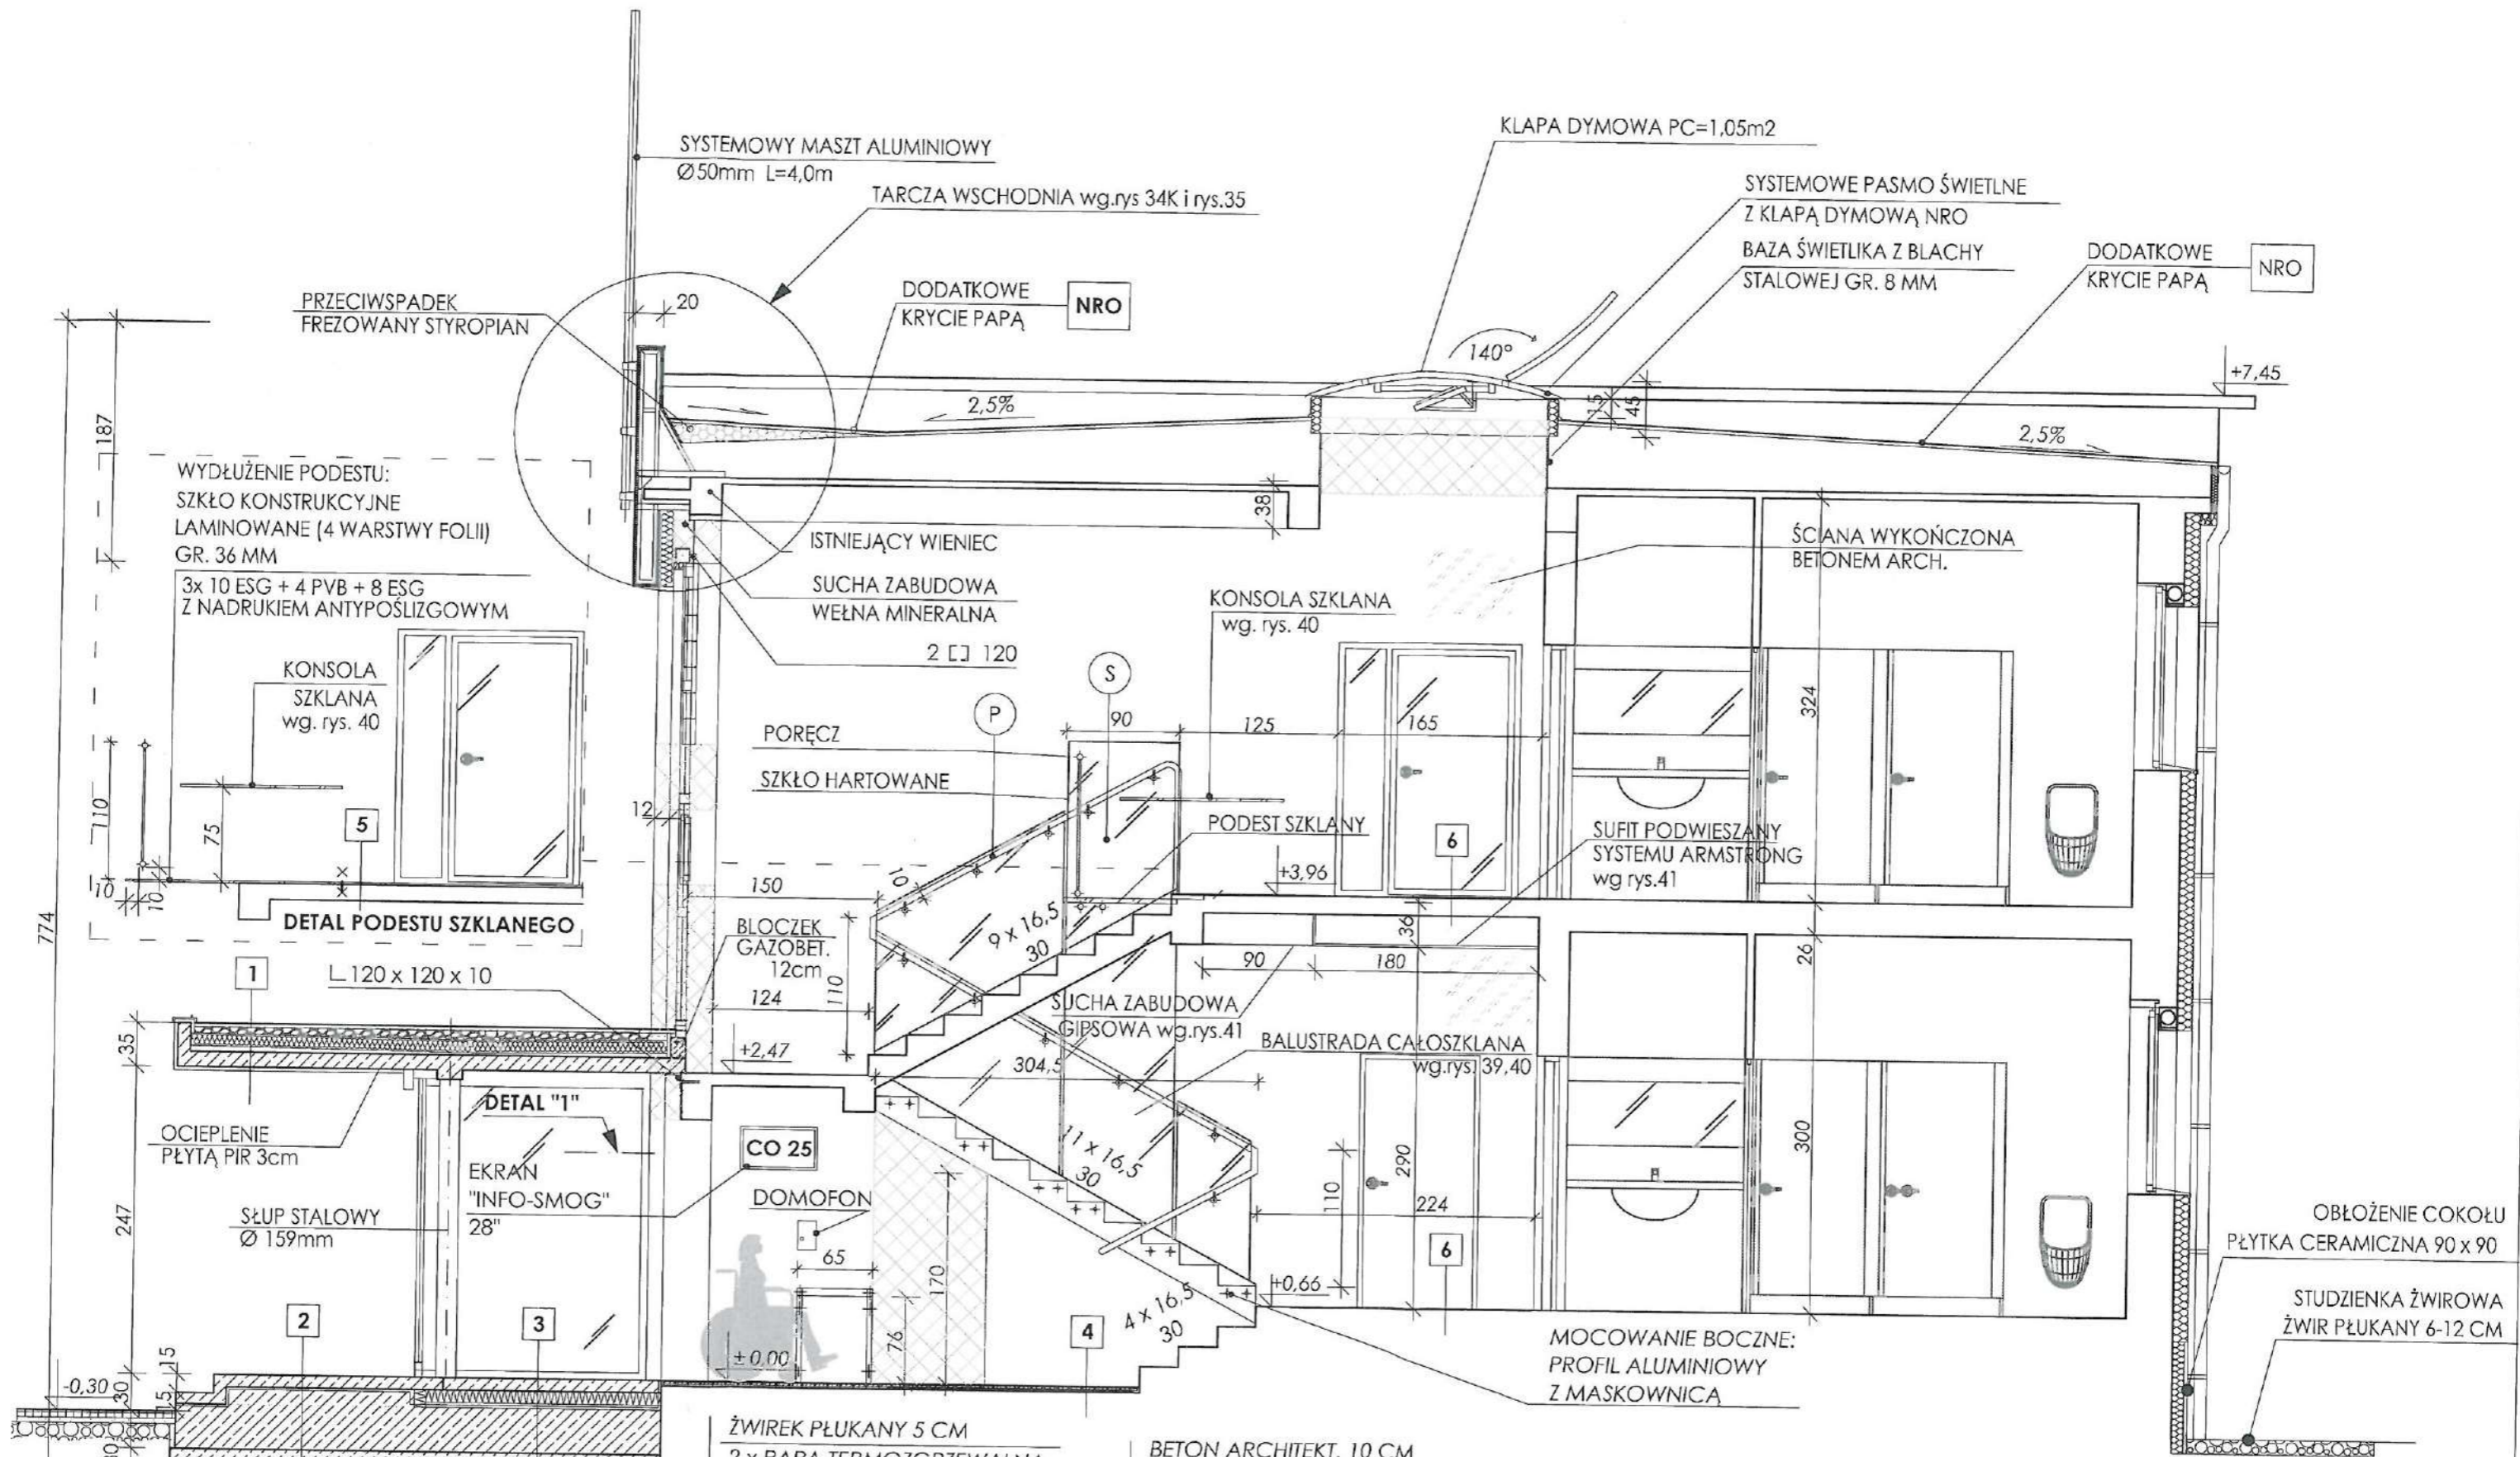 SYSTEMOWY MASZT ALUMINIOWY
Ø50mm L=4,0m
TARCZA WSCHODNIA wg.rys 34K i rys.35
KLAPA DYMOWA PC=1,05m2
SYSTEMOWE PASMO ŚWIETLNE
Z KLAPĄ DYMOWĄ NRO
BAZA ŚWIETLIKA Z BLACHY
STALOWEJ GR. 8 MM
DODATKOWE
KRYCIE PAPĄ
NRO
PRZECIWSPADEK
FREZOWANY STYROPIAN
20
DODATKOWE
KRYCIE PAPĄ
NRO
140°
+7,45
2,5%
15
45
2,5%
187
WYDŁUŻENIE PODESTU:
SZKŁO KONSTRUKCYJNE
LAMINOWANE (4 WARSTWY FOLII)
GR. 36 MM
3x 10 ESG + 4 PVB + 8 ESG
Z NADRUKIEM ANTYPOŚLIZGOWYM
38
ISTNIEJĄCY WIENIEC
SUCHA ZABUDOWA
WEŁNA MINERALNA
2 [] 120
KONSOLA SZKLANA
wg. rys. 40
ŚCIANA WYKOŃCZONA
BETONEM ARCH.
KONSOLA
SZKLANA
wg. rys. 40
S
P
90
125
165
324
PORĘCZ
SZKŁO HARTOWANE
110
75
5
12
PODEST SZKLANY
6
SUFIT PODWIESZANY
SYSTEMU ARMSTRONG
wg rys.41
10
10
+3,96
774
DETAL PODESTU SZKLANEGO
150
10
BLOCZEK
GAZOBET.
12cm
110
9 x 16,5
30
36
26
1
L 120 x 120 x 10
124
90
180
SUCHA ZABUDOWA
GIPSOWA wg.rys.41
35
+2,47
304,5
BALUSTRADA CAŁOSZKLANA
wg.rys. 39,40
DETAL "1"
OCIEPLENIE
PŁYTĄ PIR 3cm
CO 25
EKRAN
"INFO-SMOG"
28"
11 x 16,5
30
290
300
110
247
SŁUP STALOWY
Ø 159mm
DOMOFON
65
170
224
6
OBŁOŻENIE COKOŁU
PŁYTKA CERAMICZNA 90 x 90
+0,66
4 x 16,5
30
STUDZIENKA ŻWIROWA
ŻWIR PŁUKANY 6-12 CM
2
3
4
76
±0,00
MOCOWANIE BOCZNE:
PROFIL ALUMINIOWY
Z MASKOWNICĄ
15
-0,30
30
15
ŻWIREK PŁUKANY 5 CM
2 x PAPA TERMOZGRZEWALNA
BETON ARCHITEKT. 10 CM